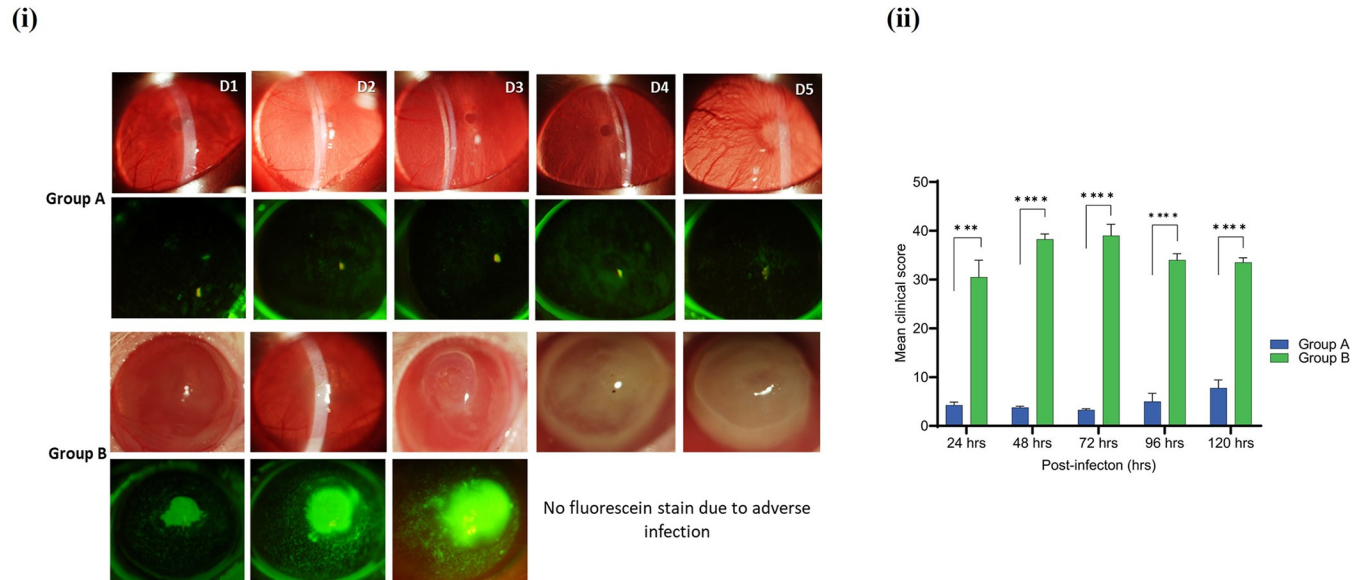 (i)
(ii)
D1
D2
D3
D4
D5
Group A
Group B
No fluorescein stain due to adverse
infection
Mean clinical score
50
40
30
20
10
0
***
****
****
****
****
24 hrs
48 hrs
72 hrs
96 hrs
120 hrs
Post-infecton (hrs)
Group A
Group B